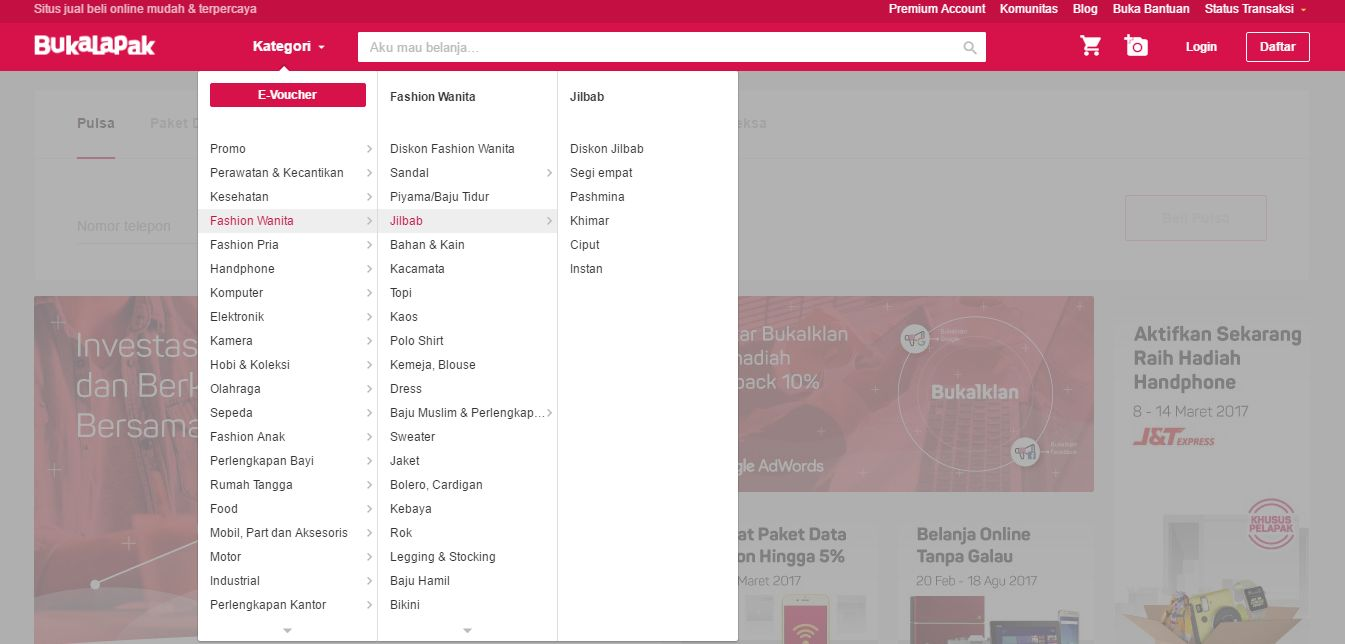 Situs jual beli online mudah & terpercaya
Premium Account Komunitas Blog Buka Bantuan Status Transaksi
BukaLapak Kategori Aku mau belanja... Login Daftar
E-Voucher
Promo
Perawatan & Kecantikan
Kesehatan
Fashion Wanita
Fashion Pria
Handphone
Komputer
Elektronik
Kamera
Hobi & Koleksi
Olahraga
Sepeda
Fashion Anak
Perlengkapan Bayi
Rumah Tangga
Food
Mobil, Part dan Aksesoris
Motor
Industrial
Perlengkapan Kantor
Fashion Wanita
Diskon Fashion Wanita
Sandal
Piyama/Baju Tidur
Jilbab
Bahan & Kain
Kacamata
Topi
Kaos
Polo Shirt
Kemeja, Blouse
Dress
Baju Muslim & Perlengkap...
Sweater
Jaket
Bolero, Cardigan
Kebaya
Rok
Legging & Stocking
Baju Hamil
Bikini
Jilbab
Diskon Jilbab
Segi empat
Pashmina
Khimar
Ciput
Instan
Pulsa Paket
Nomor telepon
Beli Pulsa
Investas
dan Berk
Bersama
ar Bukalklan
adiah
pack 10%
Bukalklan
gle AdWords
Aktifkan Sekarang
Raih Hadiah
Handphone
8 - 14 Maret 2017
J&T EXPRESS
KHUSUS
PELAPAK
at Paket Data
on Hingga 5%
Maret 2017
Belanja Online
Tanpa Galau
20 Feb - 18 Agu 2017